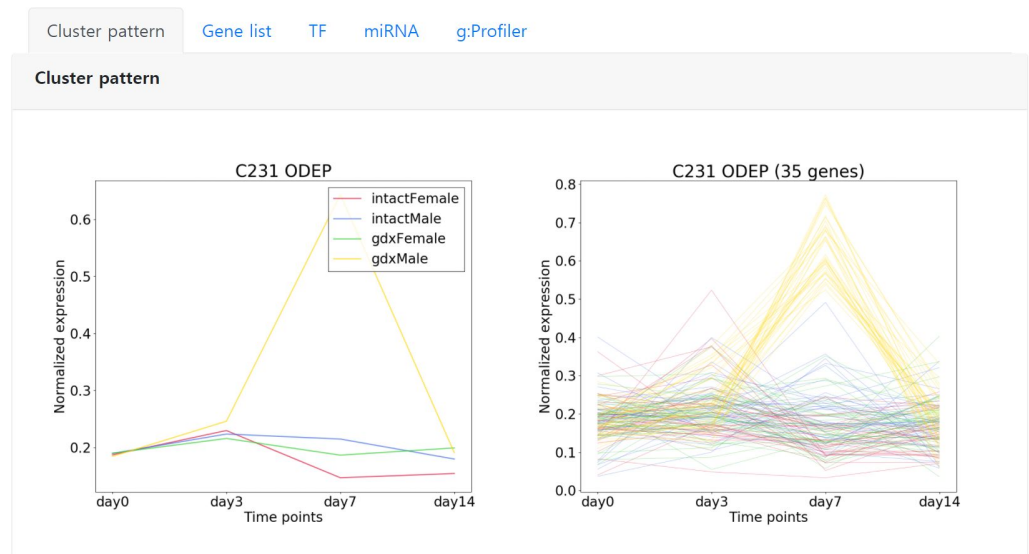 Cluster pattern
Gene list
TF
miRNA
g:Profiler
Cluster pattern
C231 ODEP
intactFemale
intactMale
gdxFemale
gdxMale
Normalized expression
0.6
0.5
0.4
0.3
0.2
day0
day3
day7
day14
Time points
C231 ODEP (35 genes)
Normalized expression
0.8
0.7
0.6
0.5
0.4
0.3
0.2
0.1
0.0
day0
day3
day7
day14
Time points